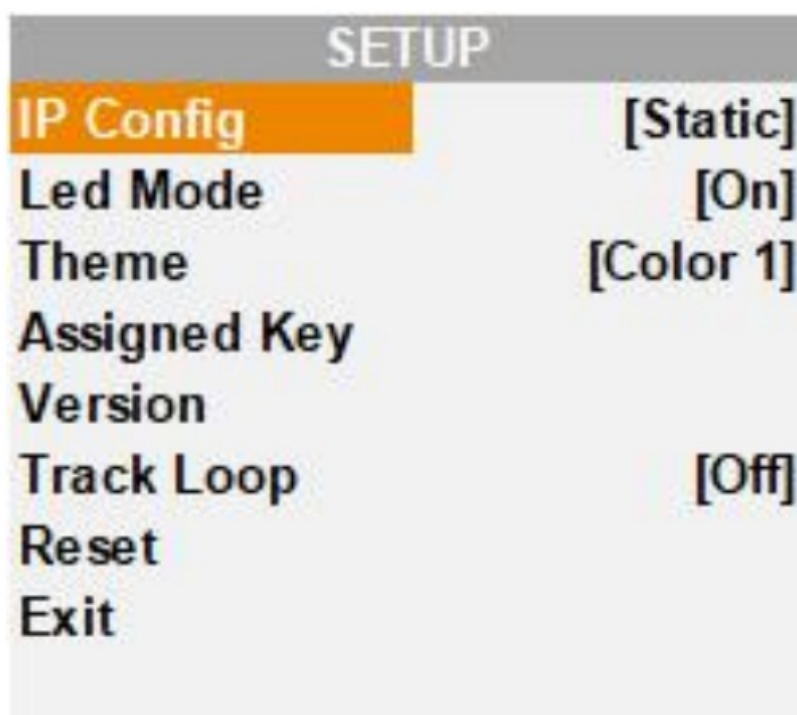 SETUP
IP Config [Static]
Led Mode [On]
Theme [Color 1]
Assigned Key
Version
Track Loop [Off]
Reset
Exit